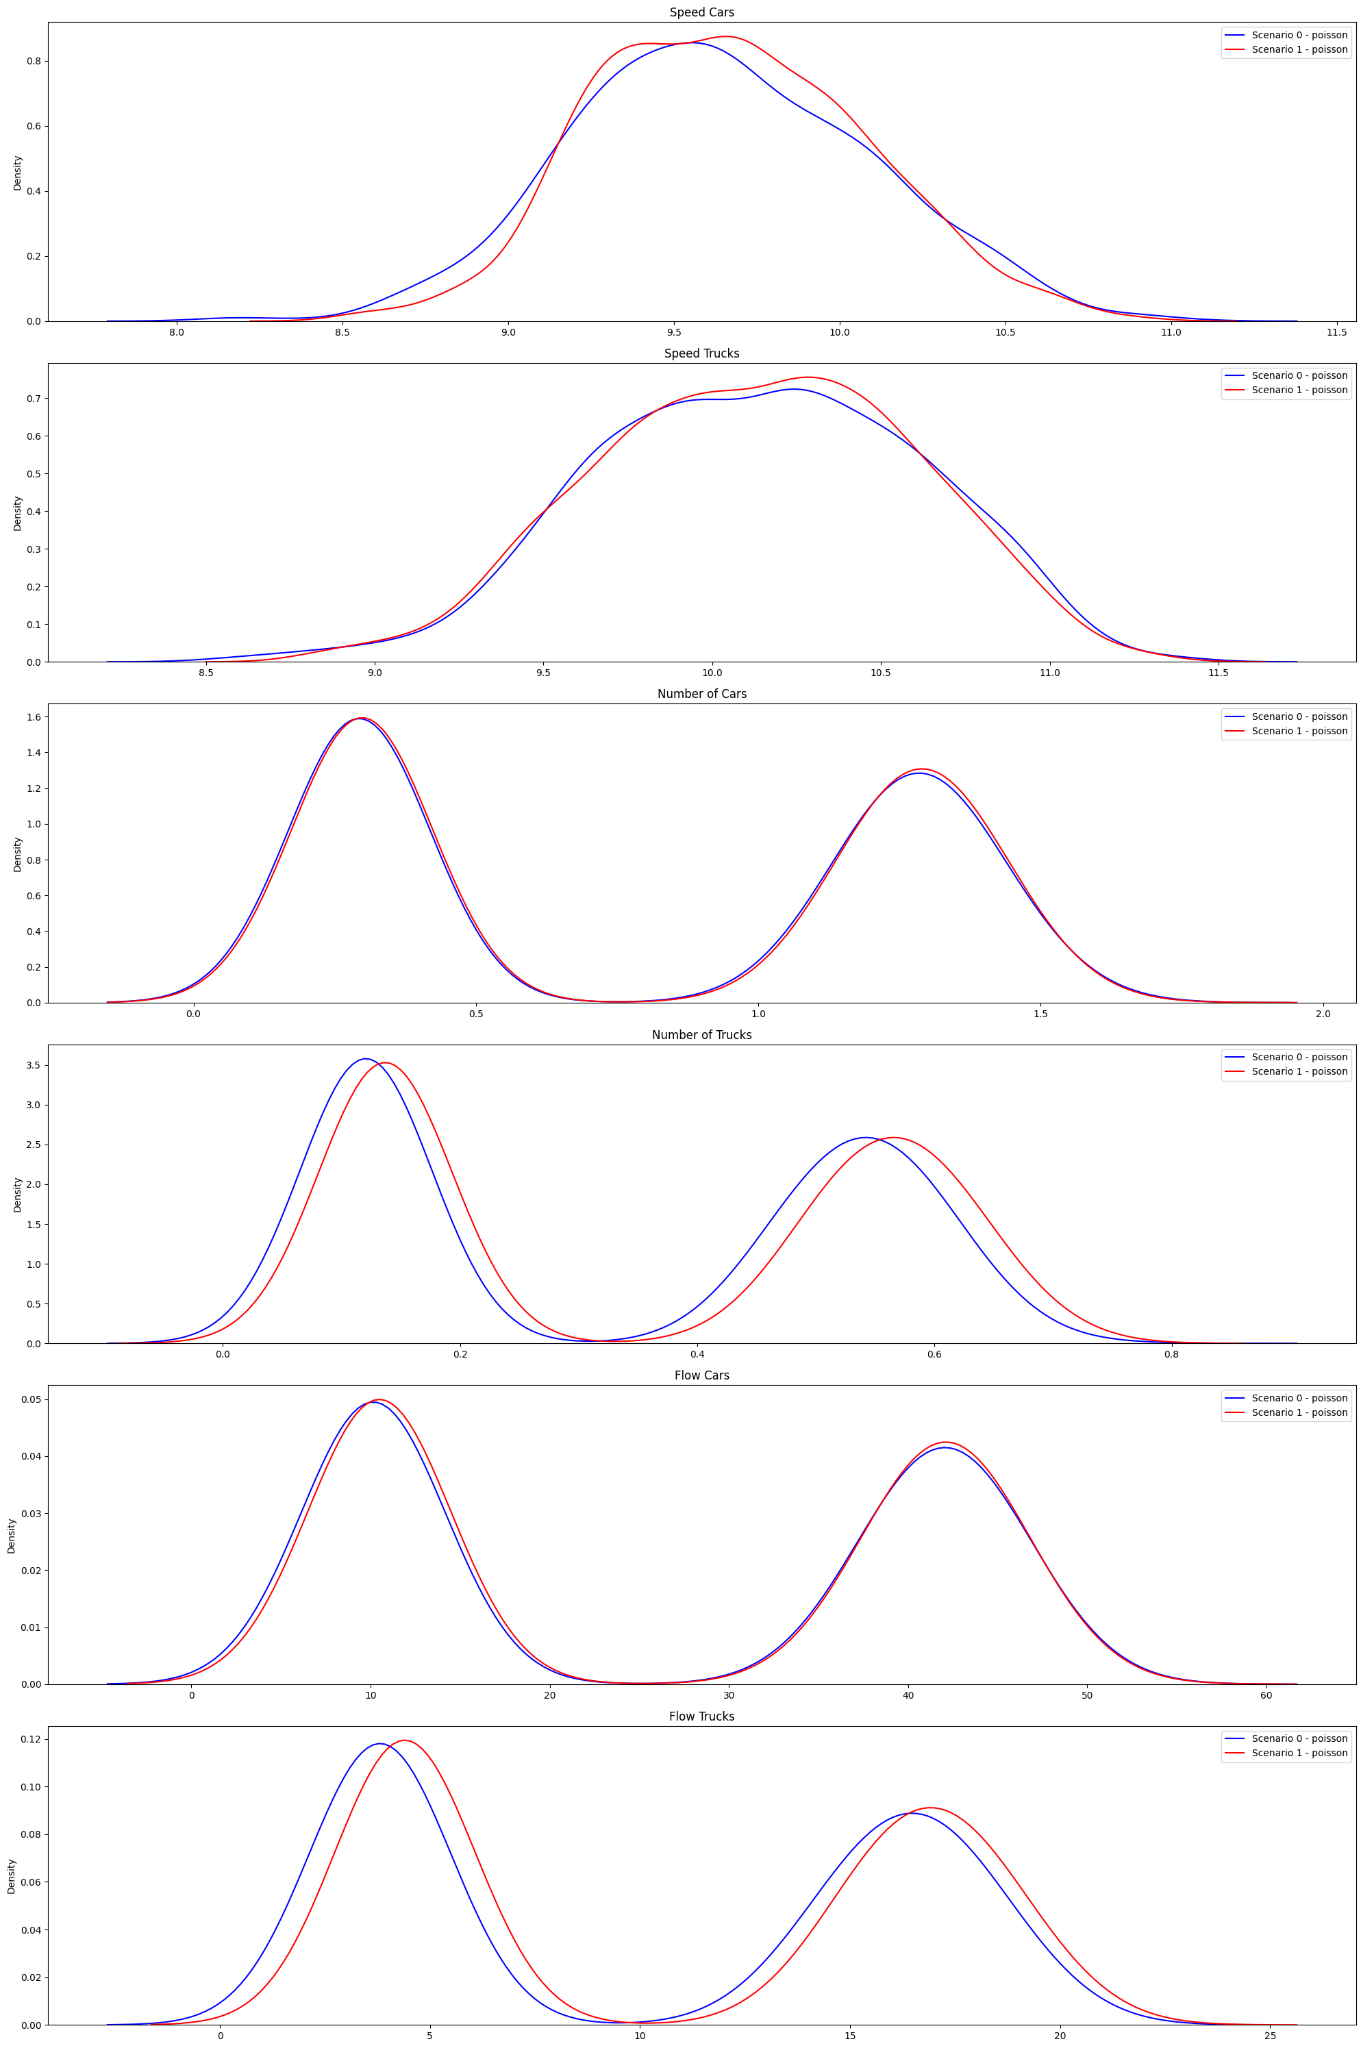 Speed Cars
Scenario 0 - poisson
Scenario 1 - poisson
Density
0.8
0.6
0.4
0.2
0.0
8.0 8.5 9.0 9.5 10.0 10.5 11.0 11.5
Speed Trucks
Scenario 0 - poisson
Scenario 1 - poisson
Density
0.7
0.6
0.5
0.4
0.3
0.2
0.1
0.0
8.5 9.0 9.5 10.0 10.5 11.0 11.5
Number of Cars
Scenario 0 - poisson
Scenario 1 - poisson
Density
1.6
1.4
1.2
1.0
0.8
0.6
0.4
0.2
0.0
0.0 0.5 1.0 1.5 2.0
Number of Trucks
Scenario 0 - poisson
Scenario 1 - poisson
Density
3.5
3.0
2.5
2.0
1.5
1.0
0.5
0.0
0.0 0.2 0.4 0.6 0.8
Flow Cars
Scenario 0 - poisson
Scenario 1 - poisson
Density
0.05
0.04
0.03
0.02
0.01
0.00
0 10 20 30 40 50 60
Flow Trucks
Scenario 0 - poisson
Scenario 1 - poisson
Density
0.12
0.10
0.08
0.06
0.04
0.02
0.00
0 5 10 15 20 25